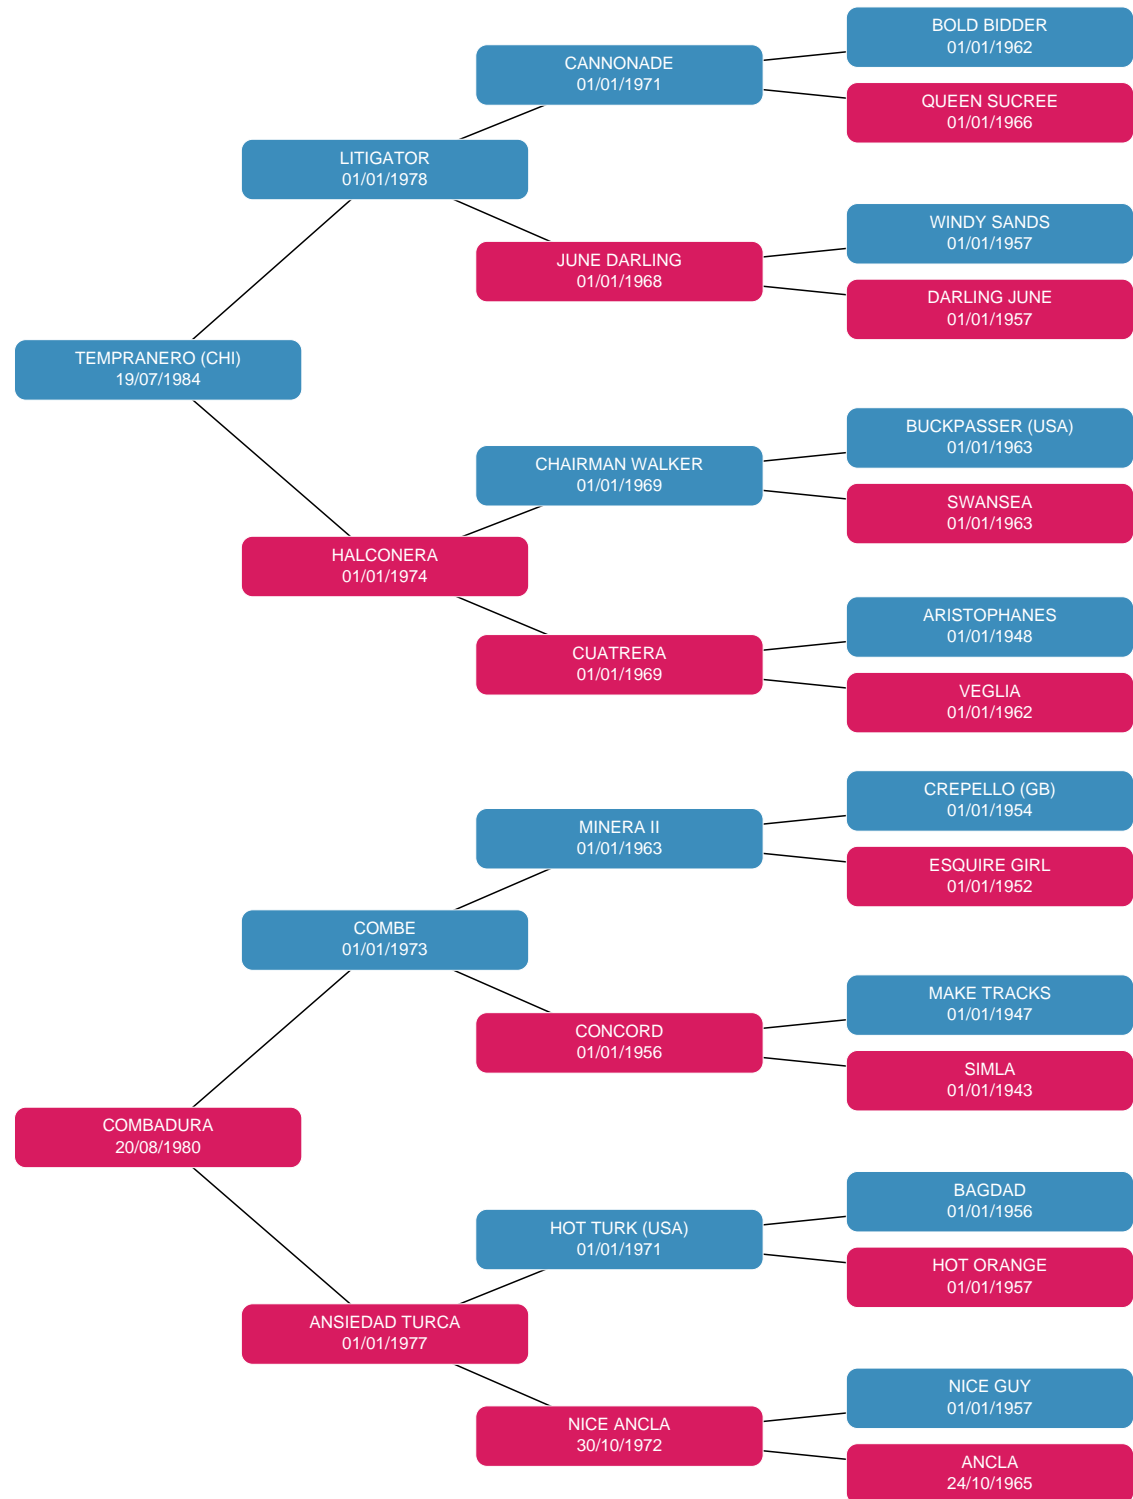 BOLD BIDDER
01/01/1962
CANNONADE
01/01/1971
QUEEN SUCREE
01/01/1966
LITIGATOR
01/01/1978
WINDY SANDS
01/01/1957
JUNE DARLING
01/01/1968
DARLING JUNE
01/01/1957
TEMPRANERO (CHI)
19/07/1984
BUCKPASSER (USA)
01/01/1963
CHAIRMAN WALKER
01/01/1969
SWANSEA
01/01/1963
HALCONERA
01/01/1974
ARISTOPHANES
01/01/1948
CUATRERA
01/01/1969
VEGLIA
01/01/1962
CREPELLO (GB)
01/01/1954
MINERA II
01/01/1963
ESQUIRE GIRL
01/01/1952
COMBE
01/01/1973
MAKE TRACKS
01/01/1947
CONCORD
01/01/1956
SIMLA
01/01/1943
COMBADURA
20/08/1980
BAGDAD
01/01/1956
HOT TURK (USA)
01/01/1971
HOT ORANGE
01/01/1957
ANSIEDAD TURCA
01/01/1977
NICE GUY
01/01/1957
NICE ANCLA
30/10/1972
ANCLA
24/10/1965